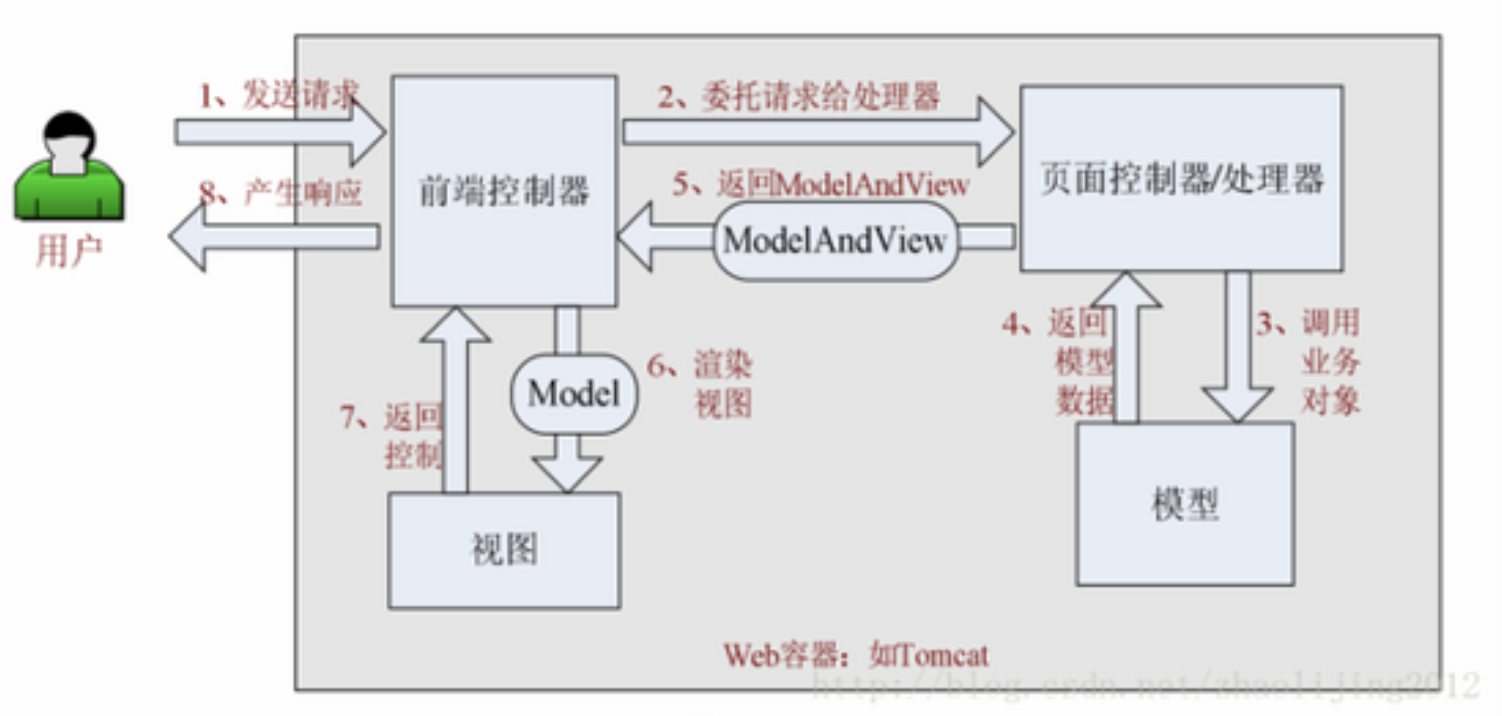 1、发送请求
2、委托请求给处理器
前端控制器
页面控制器/处理器
8、产生响应
5、返回ModelAndView
ModelAndView
用户
4、返回
模型
数据
3、调用
业务
对象
6、渲染
视图
Model
7、返回
控制
视图
模型
Web容器：如Tomcat
http://blog.csdn.net/zhaolijing2012